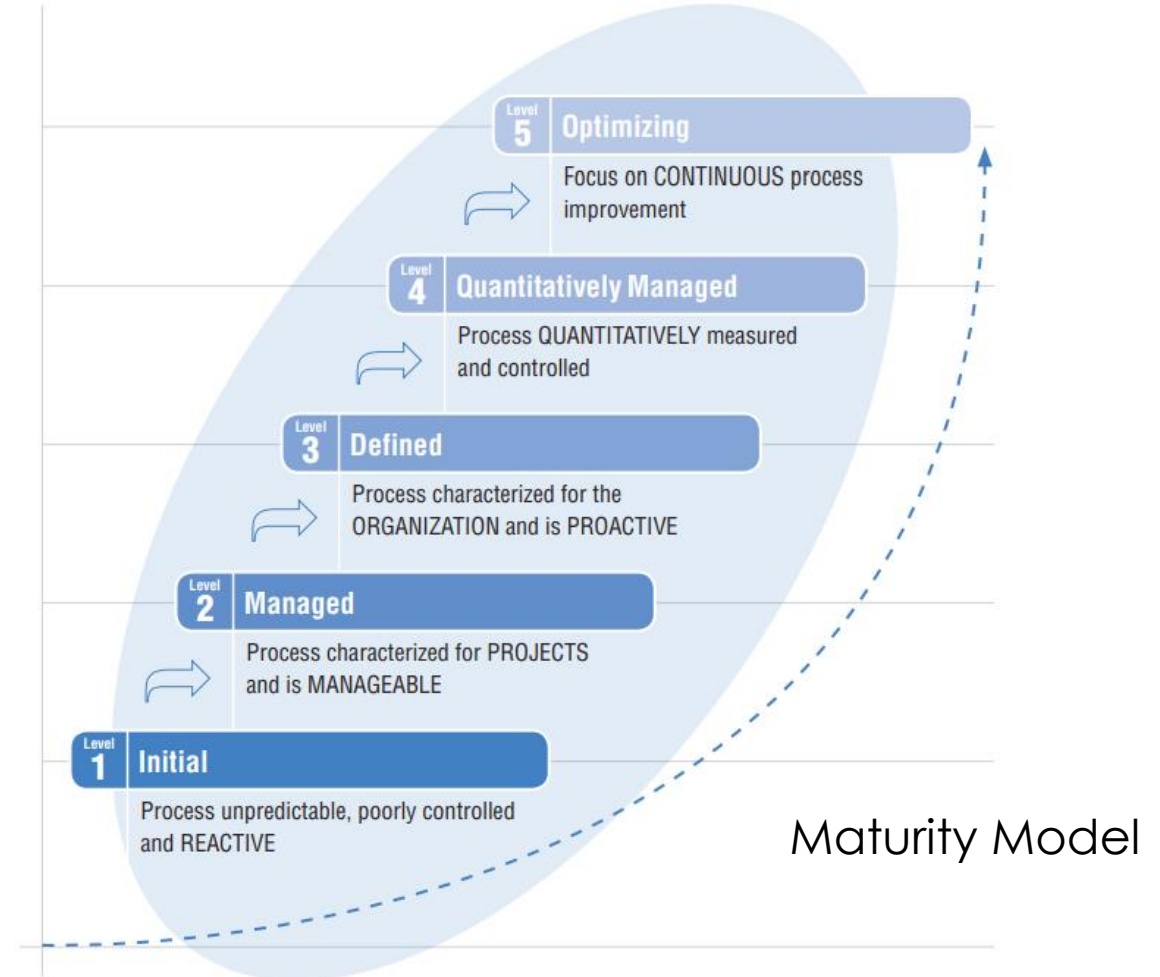 Level
5
Optimizing
Focus on CONTINUOUS process
improvement
Level
4
Quantitatively Managed
Process QUANTITATIVELY measured
and controlled
Level
3
Defined
Process characterized for the
ORGANIZATION and is PROACTIVE
Level
2
Managed
Process characterized for PROJECTS
and is MANAGEABLE
Level
1
Initial
Process unpredictable, poorly controlled
and REACTIVE
Maturity Model